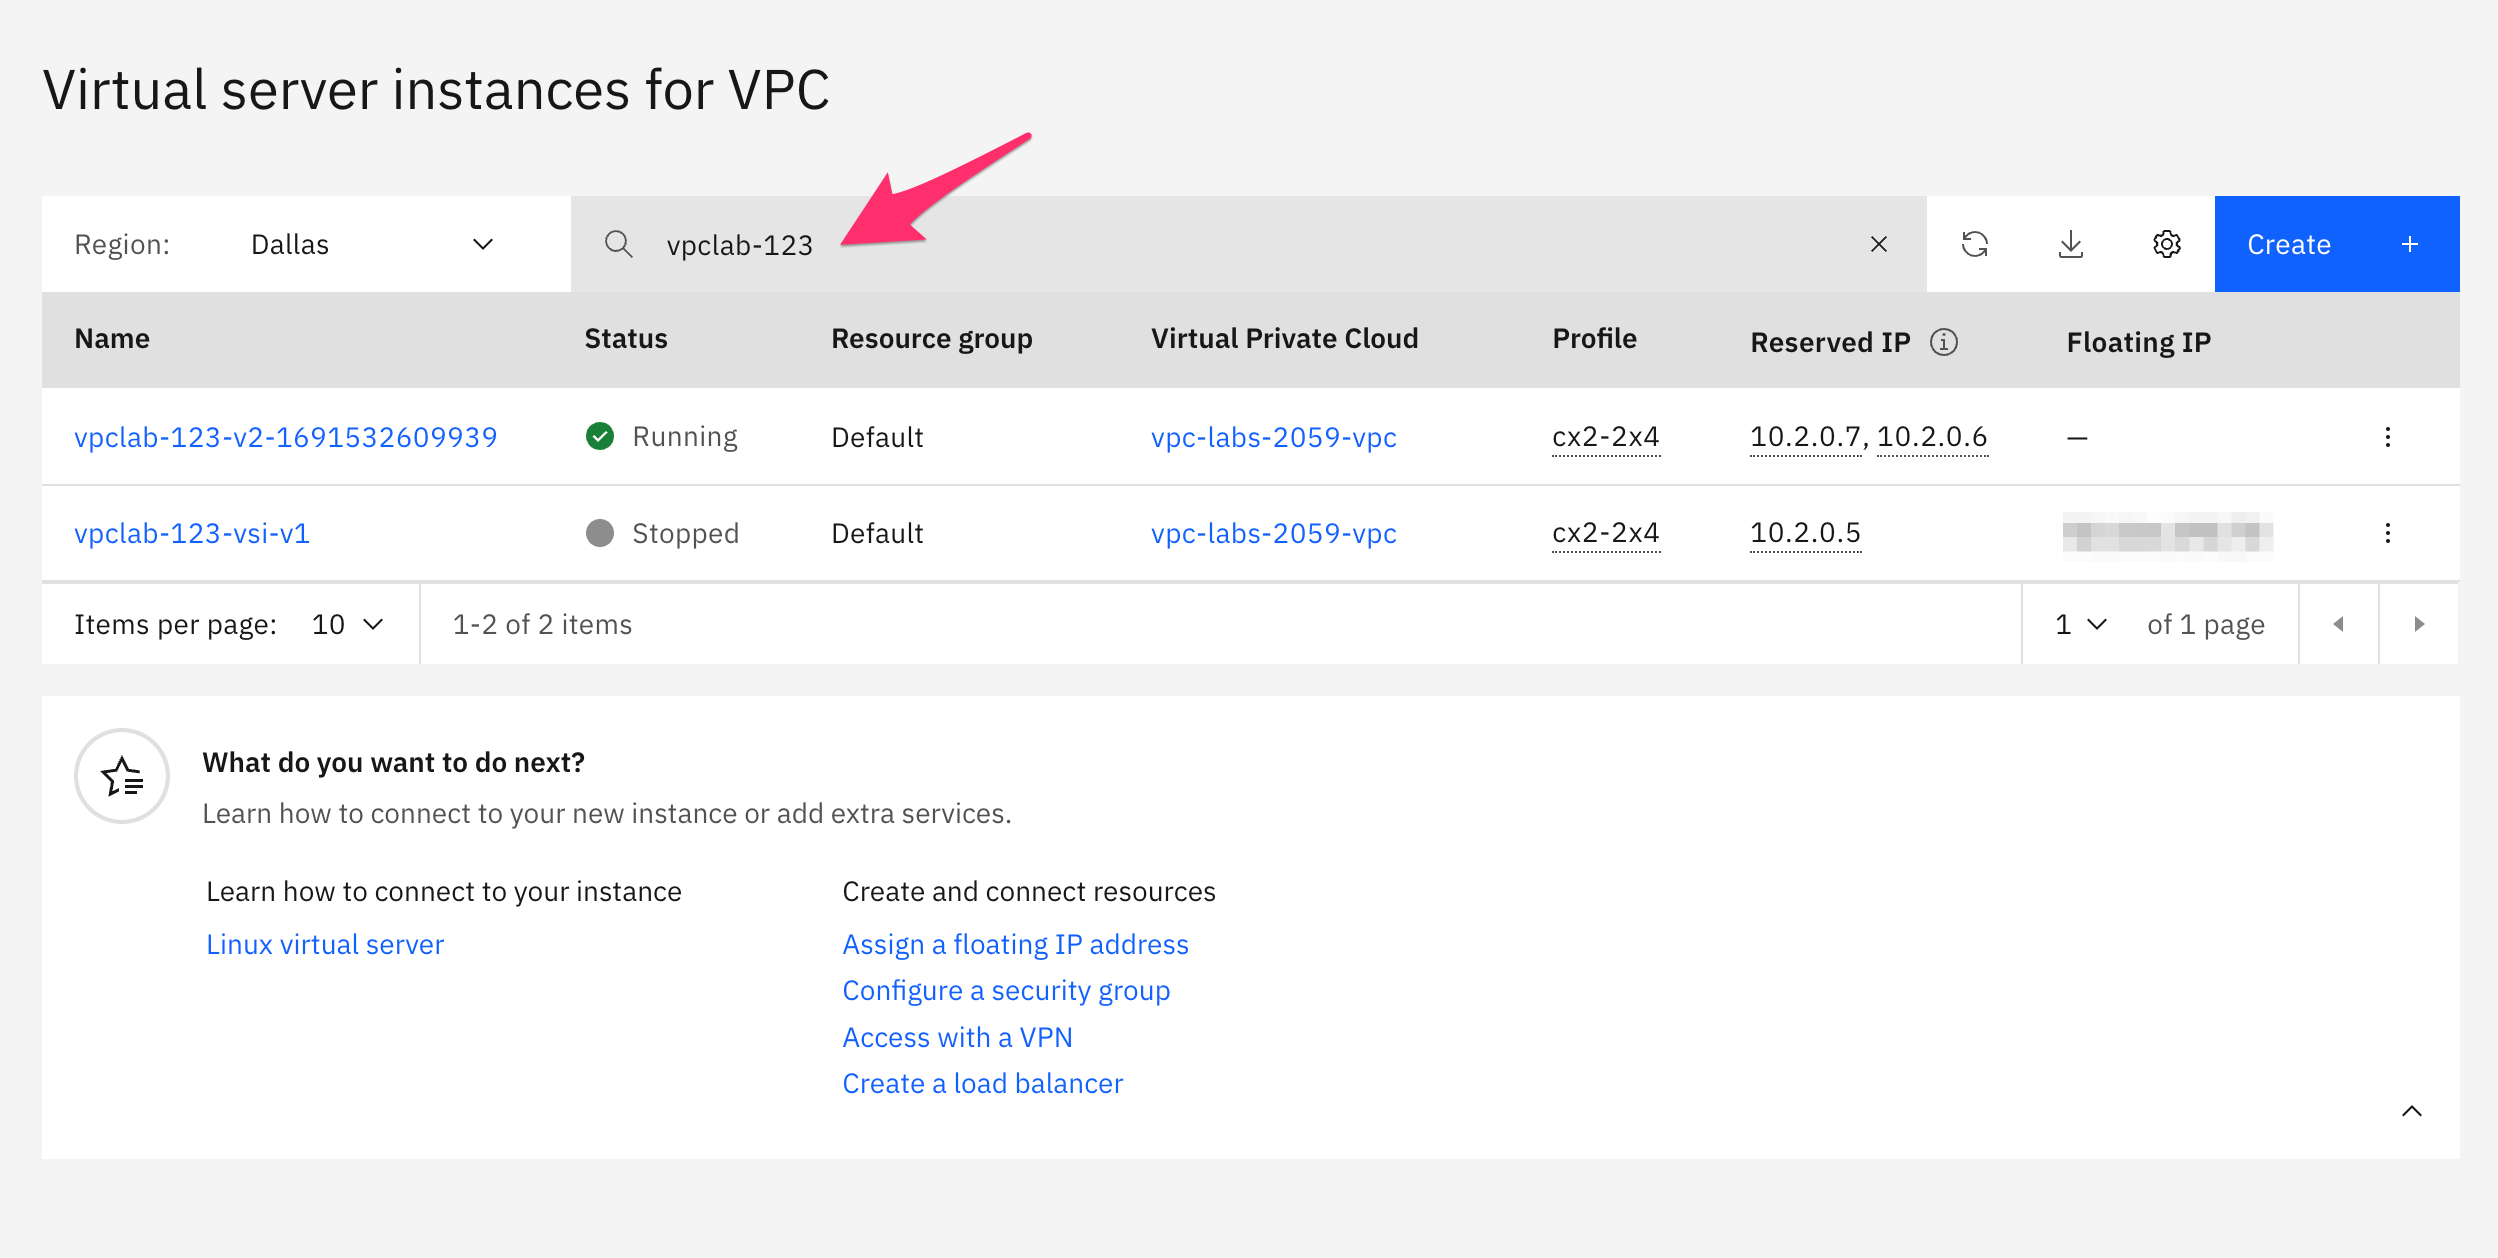 Virtual server instances for VPC
Region: Dallas vpclab-123 Create
Name Status Resource group Virtual Private Cloud Profile Reserved IP Floating IP
vpclab-123-v2-1691532609939 Running Default vpc-labs-2059-vpc cx2-2x4 10.2.0.7, 10.2.0.6 –
vpclab-123-vsi-v1 Stopped Default vpc-labs-2059-vpc cx2-2x4 10.2.0.5
Items per page: 10 1-2 of 2 items 1 of 1 page
What do you want to do next?
Learn how to connect to your new instance or add extra services.
Learn how to connect to your instance
Linux virtual server
Create and connect resources
Assign a floating IP address
Configure a security group
Access with a VPN
Create a load balancer